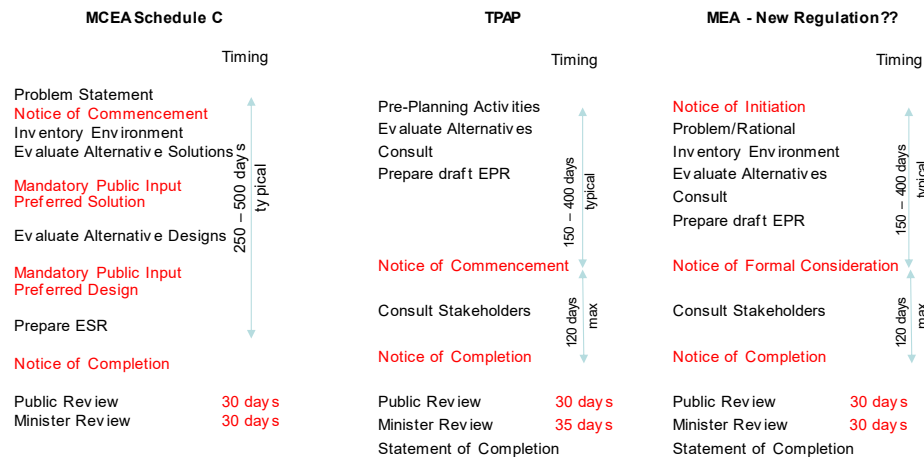 MCEA Schedule C
Timing
Problem Statement
Notice of Commencement
Inventory Environment
Evaluate Alternative Solutions
Mandatory Public Input
Preferred Solution
Evaluate Alternative Designs
Mandatory Public Input
Preferred Design
Prepare ESR
250 – 500 days
typical
Notice of Completion
Public Review 30 days
Minister Review 30 days
TPAP
Timing
Pre-Planning Activities
Evaluate Alternatives
Consult
Prepare draft EPR
150 – 400 days
typical
Notice of Commencement
Consult Stakeholders
120 days
max
Notice of Completion
Public Review 30 days
Minister Review 35 days
Statement of Completion
MEA - New Regulation??
Timing
Notice of Initiation
Problem/Rational
Inventory Environment
Evaluate Alternatives
Consult
Prepare draft EPR
150 – 400 days
typical
Notice of Formal Consideration
Consult Stakeholders
120 days
max
Notice of Completion
Public Review 30 days
Minister Review 30 days
Statement of Completion